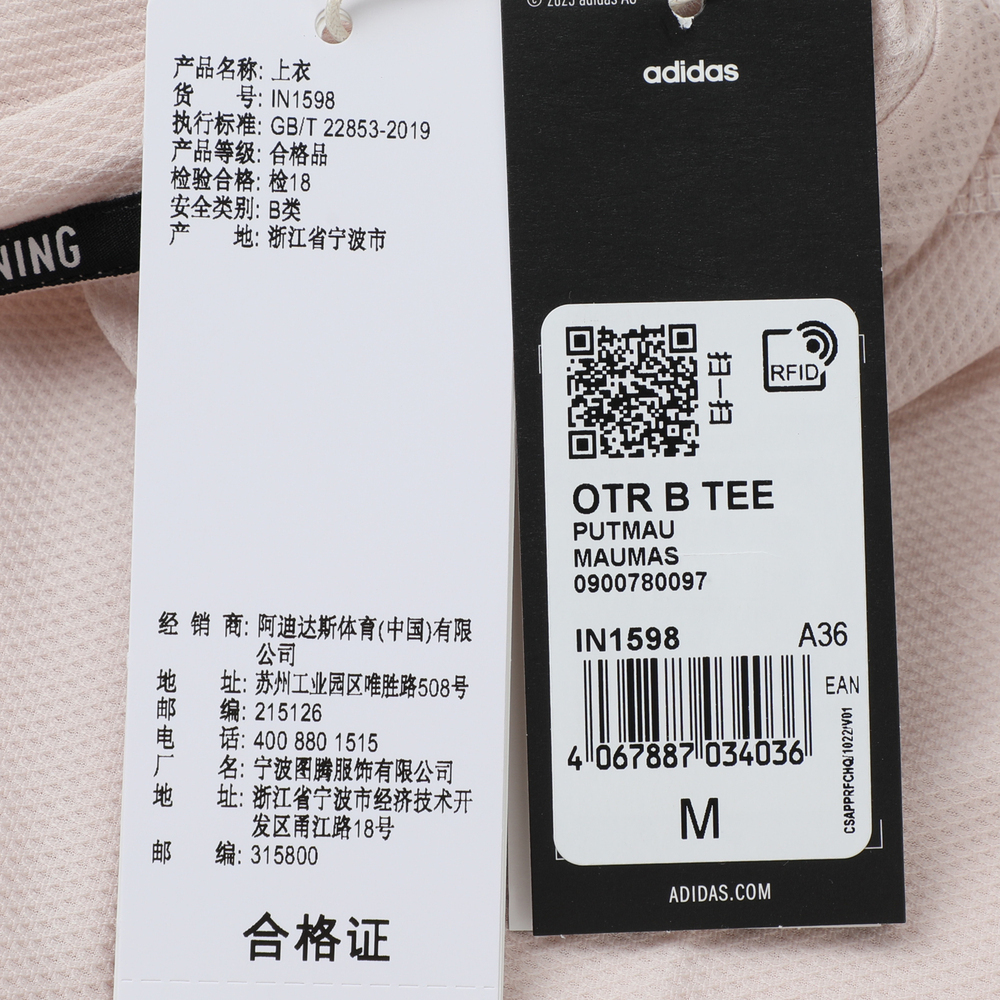 产品名称: 上衣
货 号: IN1598
执行标准: GB/T 22853-2019
产品等级: 合格品
检验合格: 检18
安全类别: B类
产 地: 浙江省宁波市
经 销 商: 阿迪达斯体育(中国)有限
公司
地 址: 苏州工业园区唯胜路508号
邮 编: 215126
电 话: 400 880 1515
厂 名: 宁波图腾服饰有限公司
地 址: 浙江省宁波市经济技术开
发区甬江路18号
邮 编: 315800
合格证
NING
© 2023 adidas AG
adidas
扫一扫
RFID
OTR B TEE
PUTMAU
MAUMAS
0900780097
IN1598 A36
EAN
4 067887 034036
CSAPPRFCHQ/1022/V01
M
ADIDAS.COM